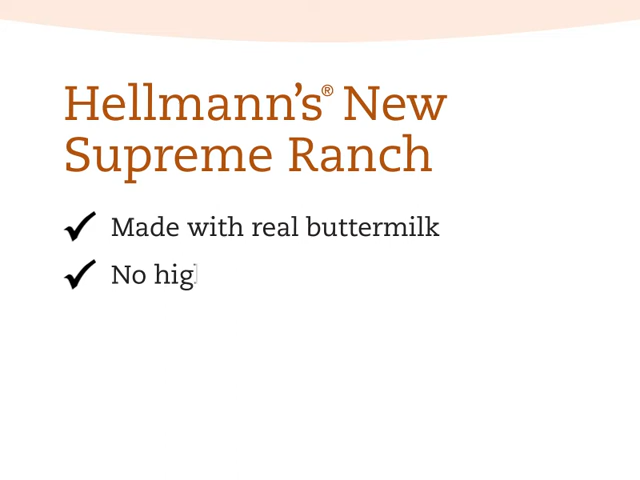 Hellmann's® New
Supreme Ranch
Made with real buttermilk
No hig